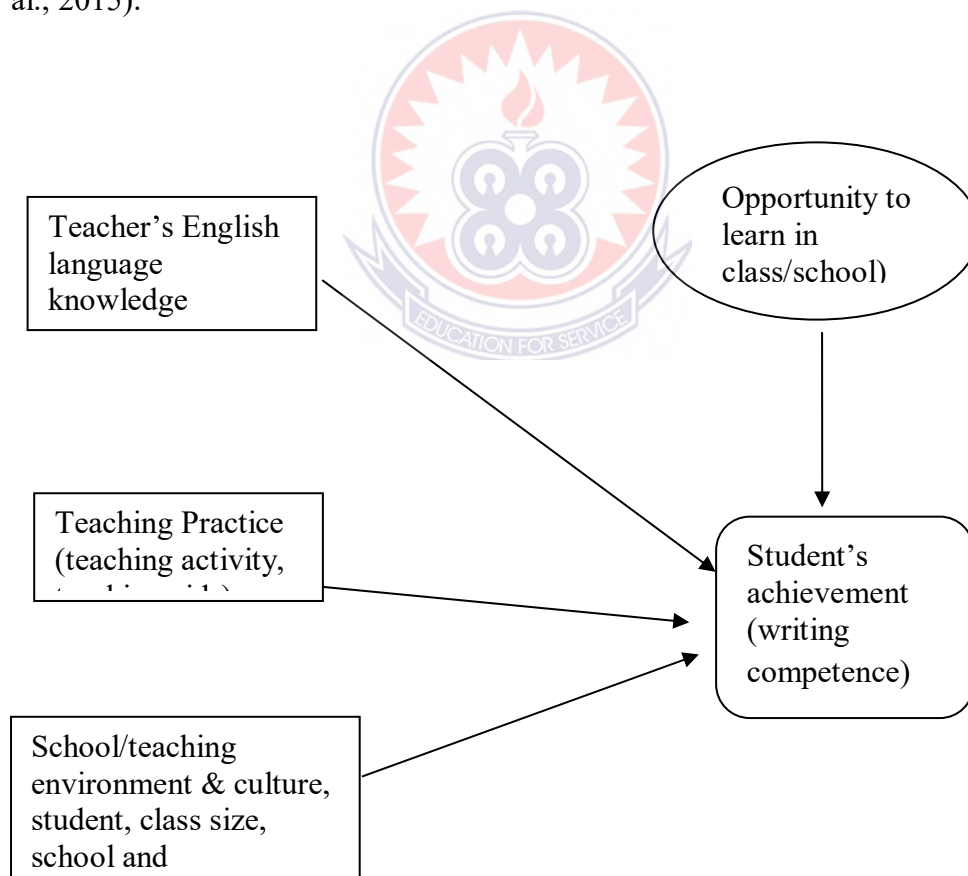 al., 2015).
EDUCATION FOR SERVICE
Teacher's English
language
knowledge
Opportunity to
learn in
class/school)
Teaching Practice
(teaching activity,
Student's
achievement
(writing
competence)
School/teaching
environment & culture,
student, class size,
school and